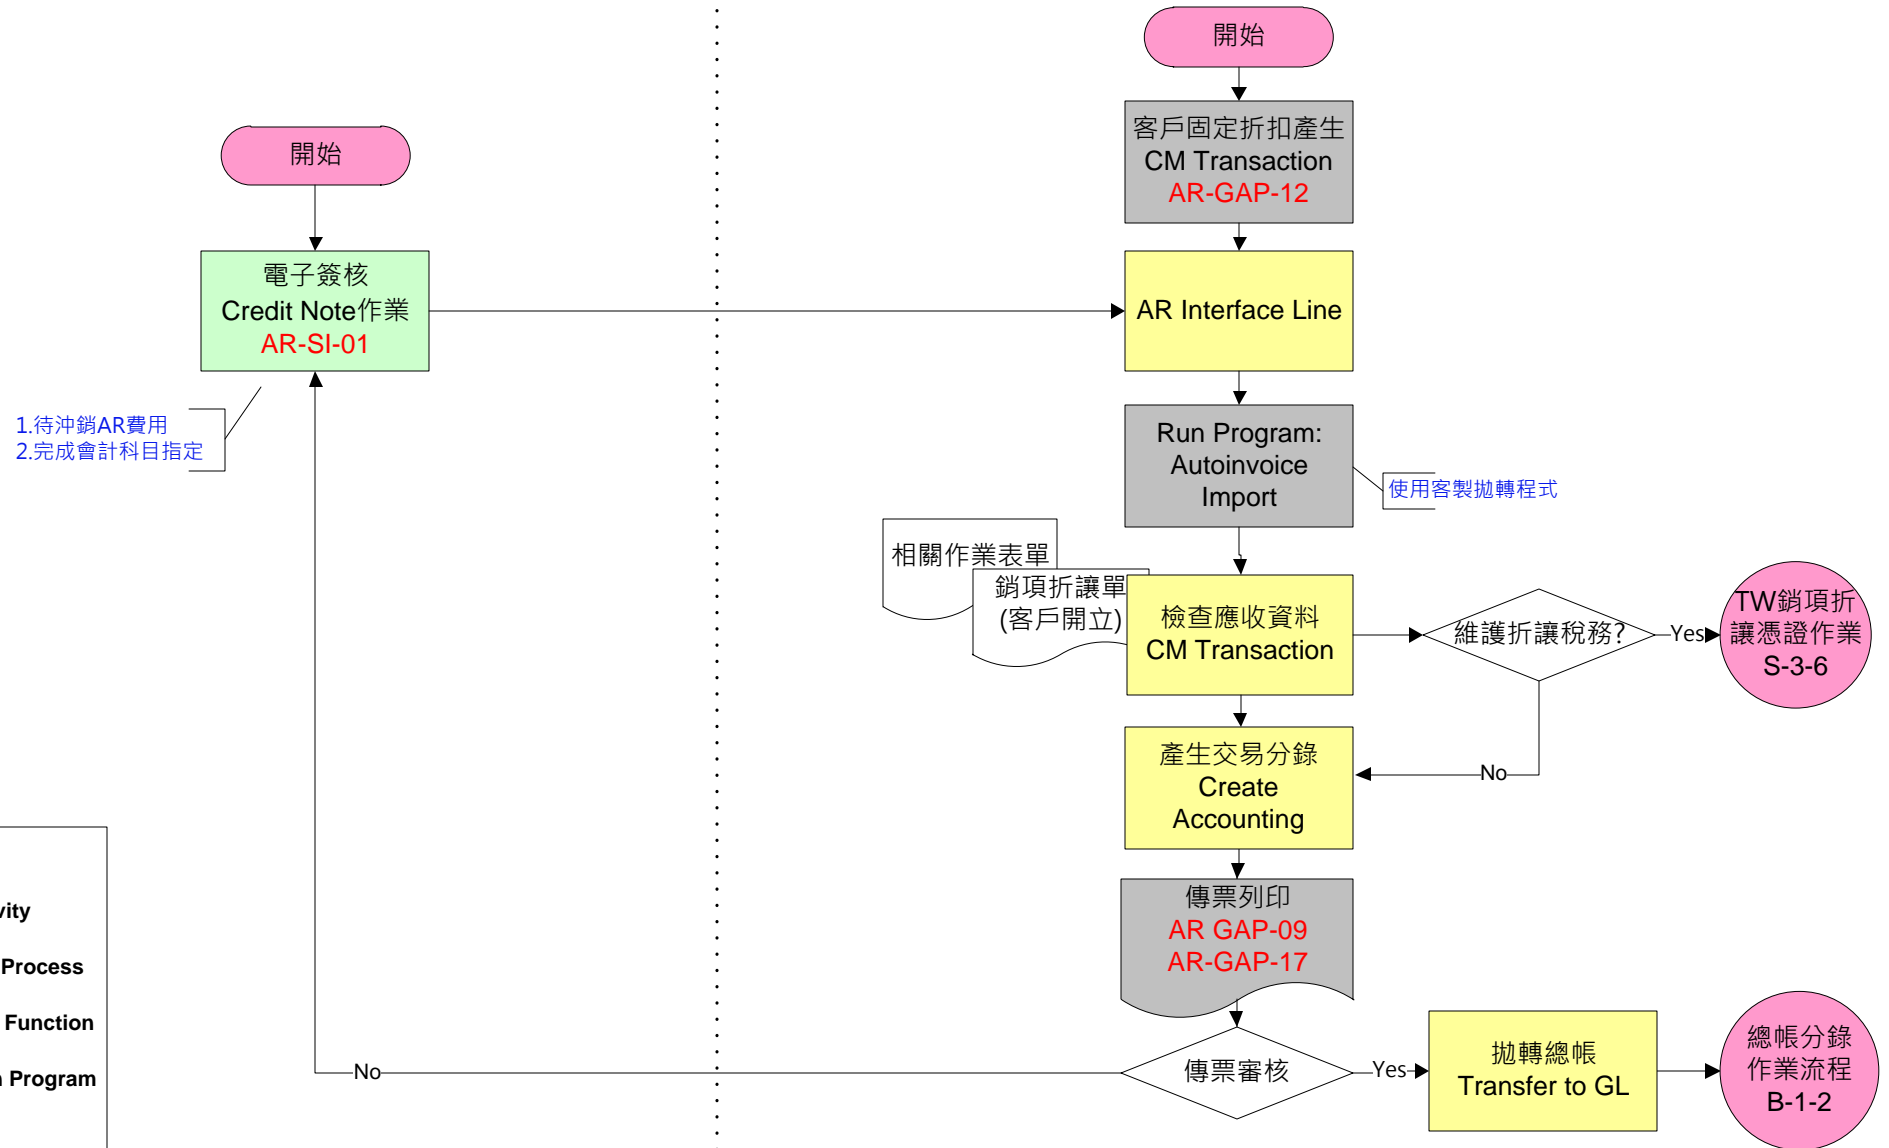 開始
客戶固定折扣產生
CM Transaction
AR-GAP-12
開始
電子簽核
Credit Note作業
AR-SI-01
AR Interface Line
1.待沖銷AR費用
2.完成會計科目指定
Run Program:
Autoinvoice
Import
使用客製拋轉程式
相關作業表單
銷項折讓單
(客戶開立)
檢查應收資料
CM Transaction
維護折讓稅務?
Yes
TW銷項折
讓憑證作業
S-3-6
產生交易分錄
Create
Accounting
No
傳票列印
AR GAP-09
AR-GAP-17
Process
Function
Program
No
傳票審核
Yes
拋轉總帳
Transfer to GL
總帳分錄
作業流程
B-1-2